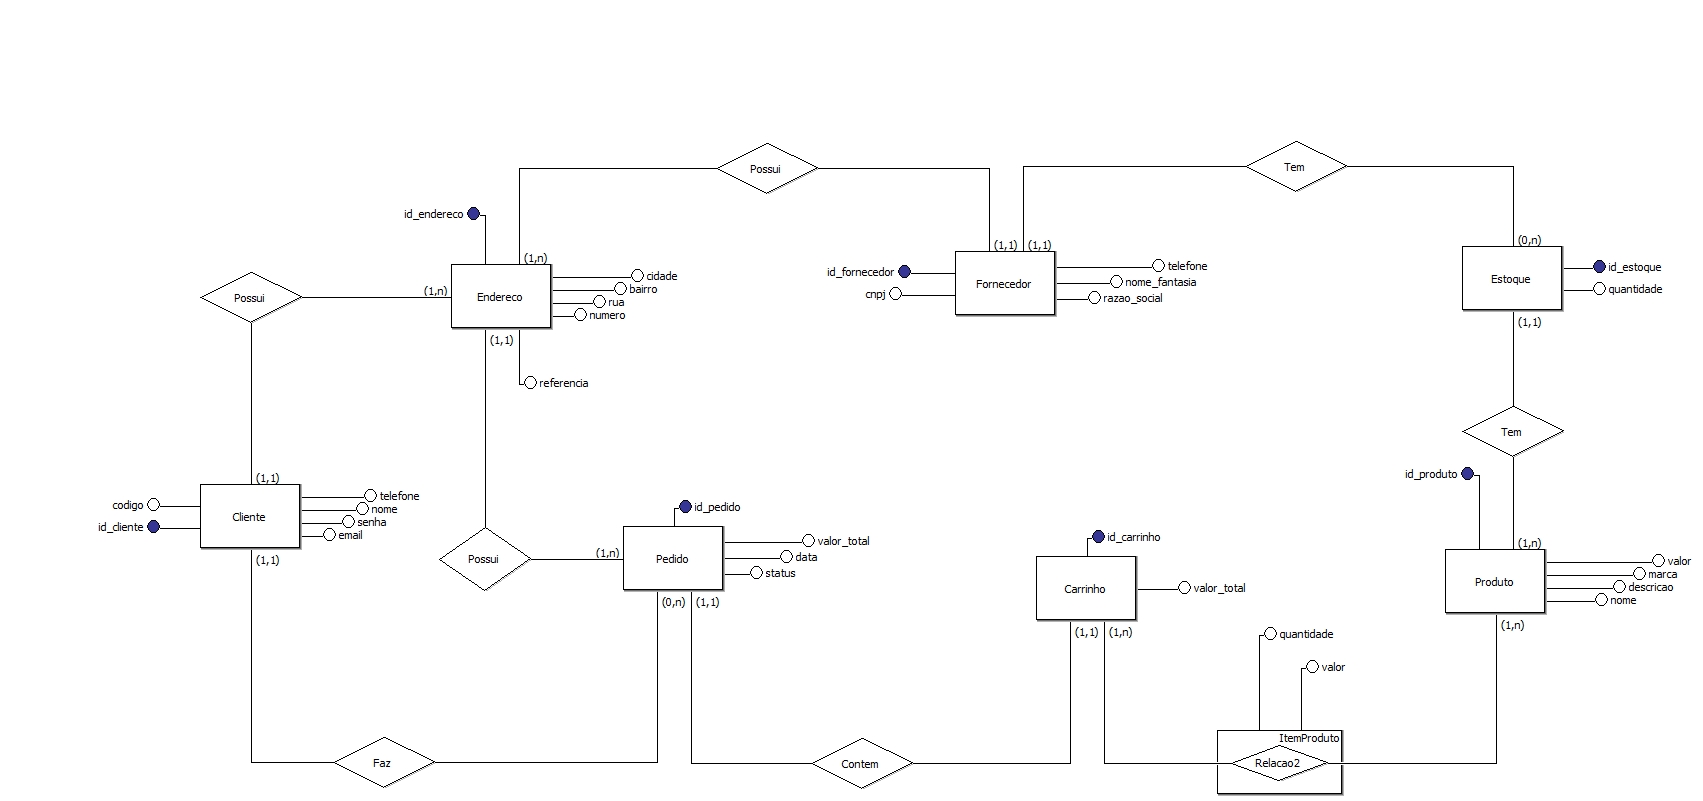 Possui
Tem
id_endereco
(1,n)
(1,1)
(1,1)
(0,n)
Endereco
cidade
bairro
rua
numero
(1,n)
(1,1)
referencia
Possui
id_fornecedor
cnpj
Fornecedor
telefone
nome_fantasia
razao_social
Estoque
id_estoque
quantidade
(1,1)
Tem
id_produto
(1,n)
(1,1)
codigo
id_cliente
Cliente
telefone
nome
senha
email
(1,1)
Possui
(1,n)
id_pedido
Pedido
valor_total
data
status
(0,n)
(1,1)
id_carrinho
Carrinho
valor_total
(1,1)
(1,n)
Produto
valor
marca
descricao
nome
(1,n)
quantidade
valor
ItemProduto
Relacao2
Faz
Contem